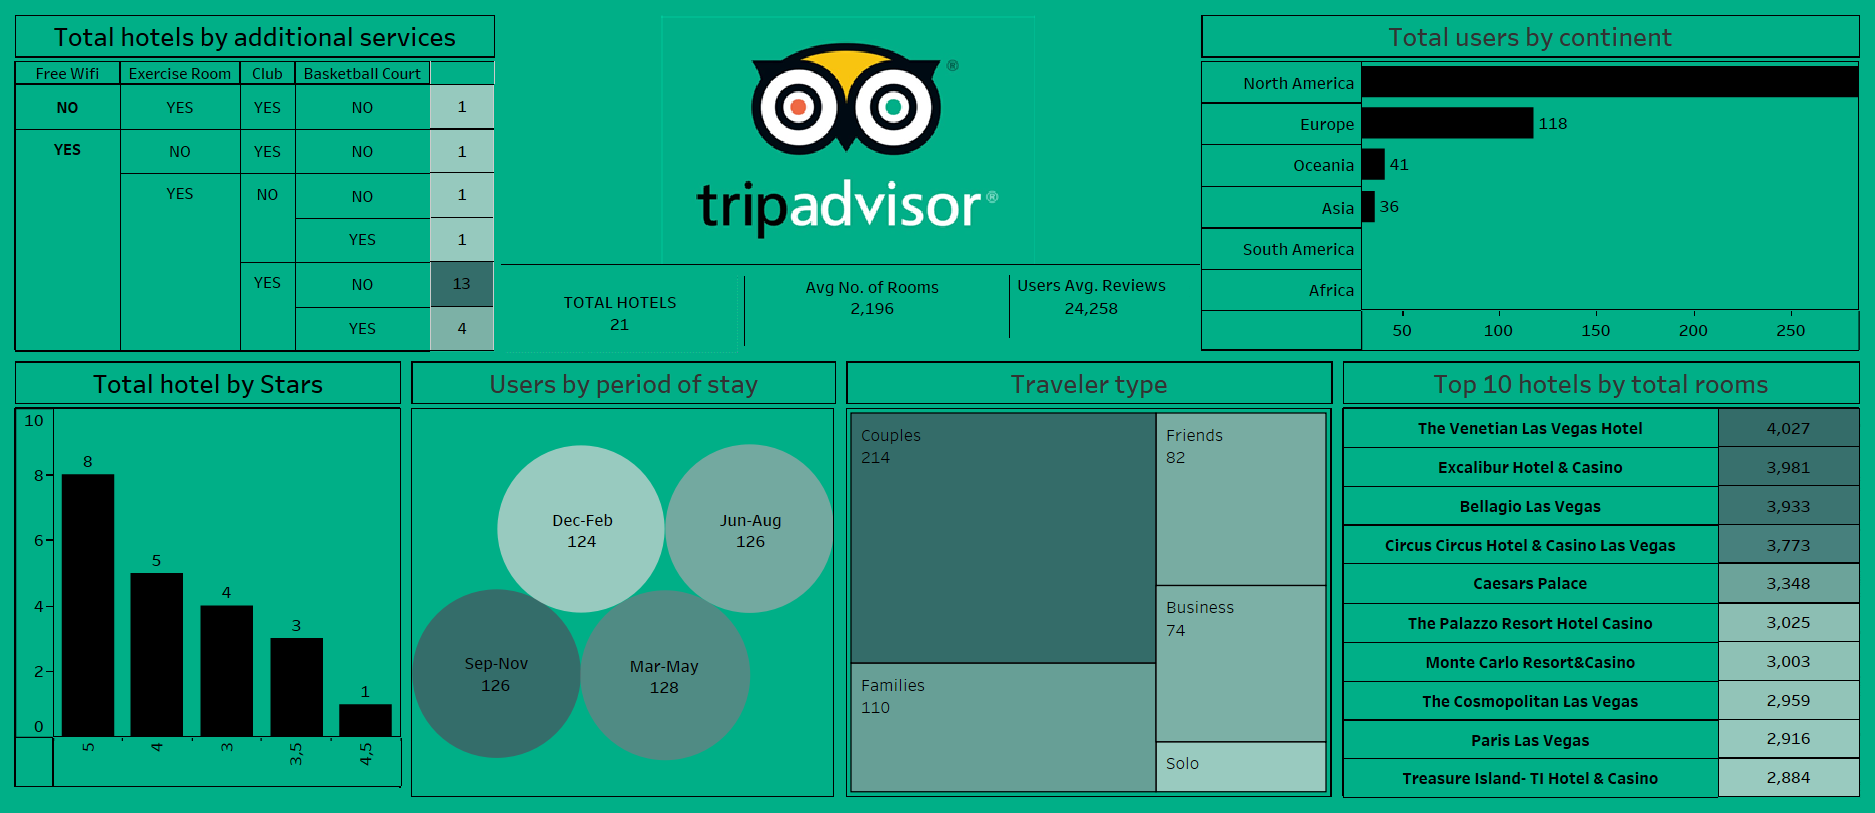 Total hotels by additional services
Free Wifi Exercise Room Club Basketball Court
NO YES YES NO 1
YES NO YES NO 1
YES NO NO 1
YES 1
YES NO 13
YES 4
®
tripadvisor®
TOTAL HOTELS
21
Avg No. of Rooms
2,196
Users Avg. Reviews
24,258
Total users by continent
North America
Europe 118
Oceania 41
Asia 36
South America
Africa
50 100 150 200 250
Total hotel by Stars
10
8
6
4
2
0
8
5
4
3
1
5 4 3 3,5 4,5
Users by period of stay
Dec-Feb
124
Jun-Aug
126
Sep-Nov
126
Mar-May
128
Traveler type
Couples
214
Friends
82
Business
74
Families
110
Solo
Top 10 hotels by total rooms
The Venetian Las Vegas Hotel 4,027
Excalibur Hotel & Casino 3,981
Bellagio Las Vegas 3,933
Circus Circus Hotel & Casino Las Vegas 3,773
Caesars Palace 3,348
The Palazzo Resort Hotel Casino 3,025
Monte Carlo Resort&Casino 3,003
The Cosmopolitan Las Vegas 2,959
Paris Las Vegas 2,916
Treasure Island- TI Hotel & Casino 2,884